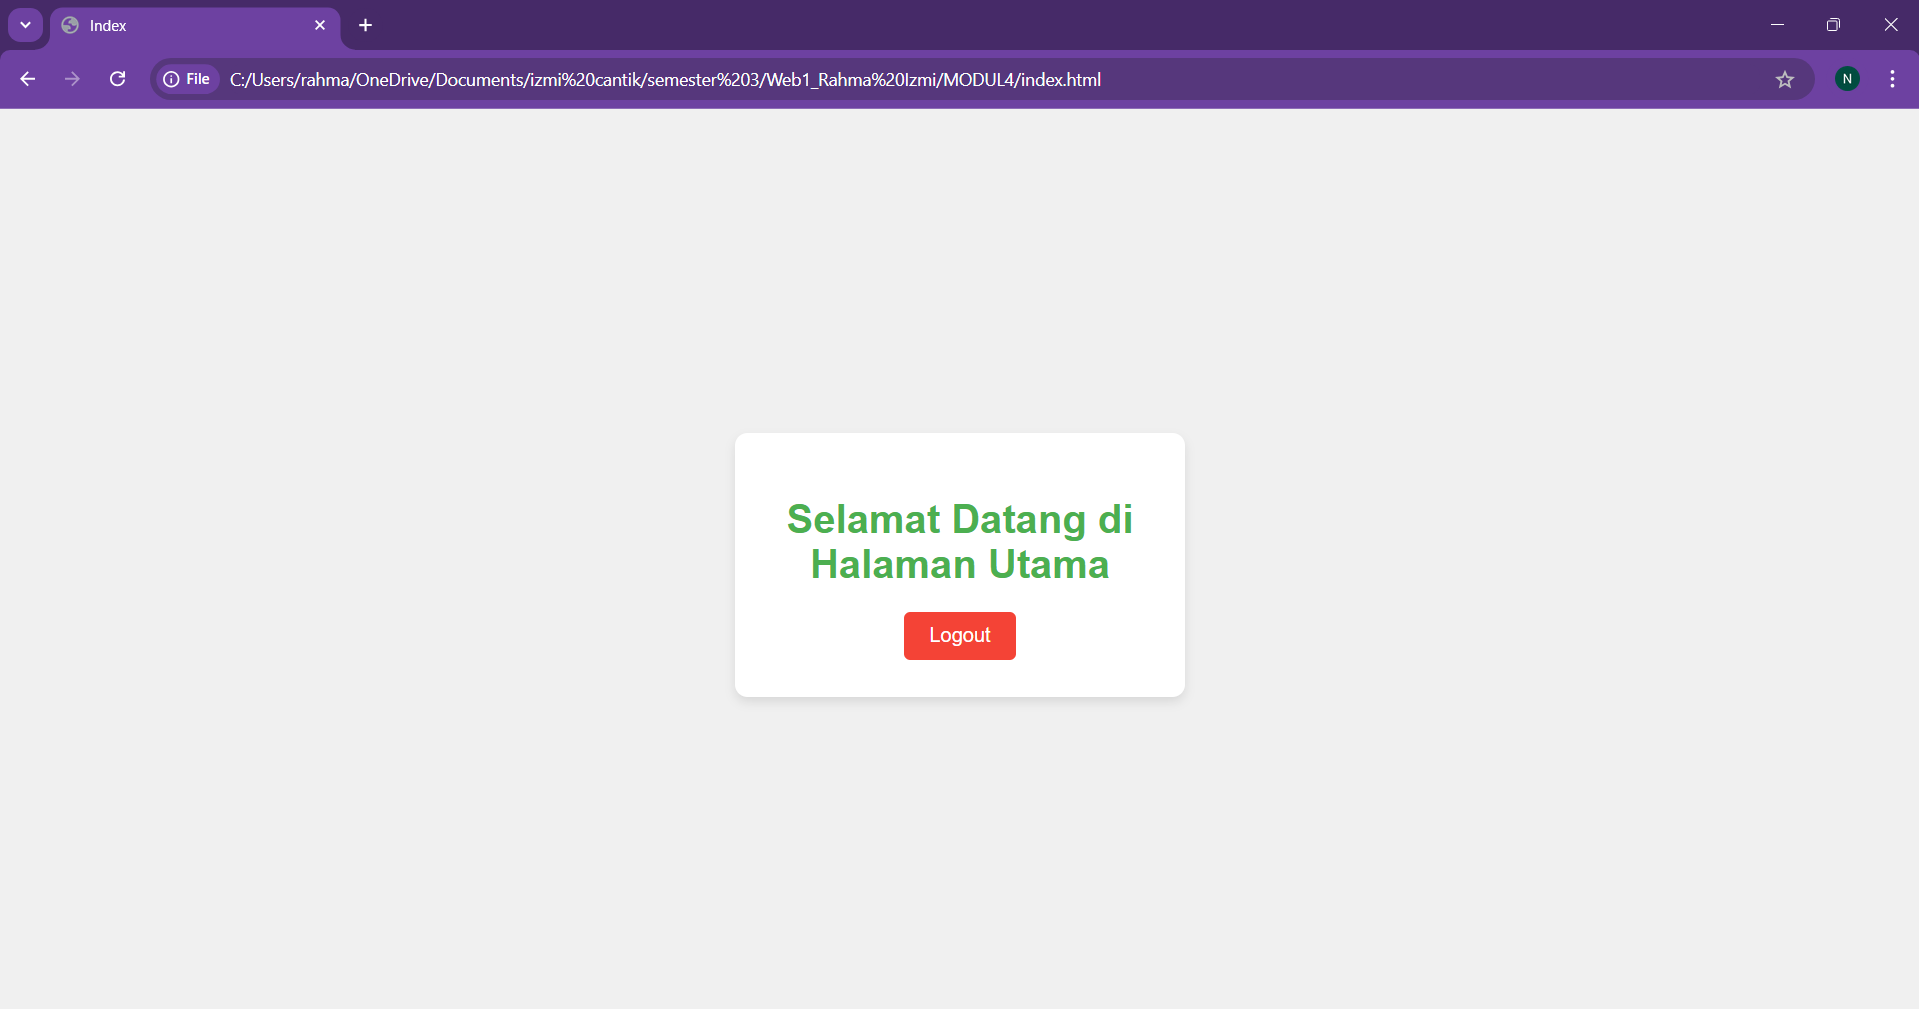 Index
File
C:/Users/rahma/OneDrive/Documents/izmi%20cantik/semester%203/Web1_Rahma%20Izmi/MODUL4/index.html
N
Selamat Datang di
Halaman Utama
Logout